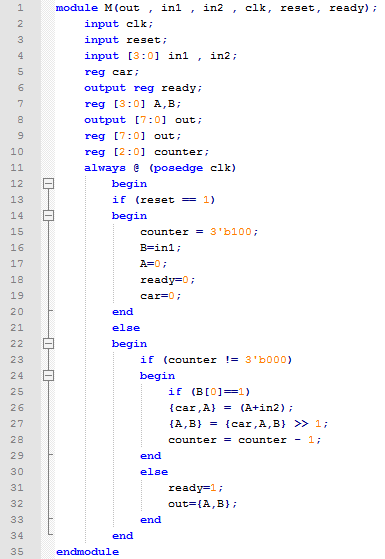 1 module M(out , in1 , in2 , clk, reset, ready);
2 input clk;
3 input reset;
4 input [3:0] in1 , in2;
5 reg car;
6 output reg ready;
7 reg [3:0] A,B;
8 output [7:0] out;
9 reg [7:0] out;
10 reg [2:0] counter;
11 always @ (posedge clk)
12 begin
13 if (reset == 1)
14 begin
15 counter = 3'b100;
16 B=in1;
17 A=0;
18 ready=0;
19 car=0;
20 end
21 else
22 begin
23 if (counter != 3'b000)
24 begin
25 if (B[0]==1)
26 {car,A} = (A+in2);
27 {A,B} = {car,A,B} >> 1;
28 counter = counter - 1;
29 end
30 else
31 ready=1;
32 out={A,B};
33 end
34 end
35 endmodule